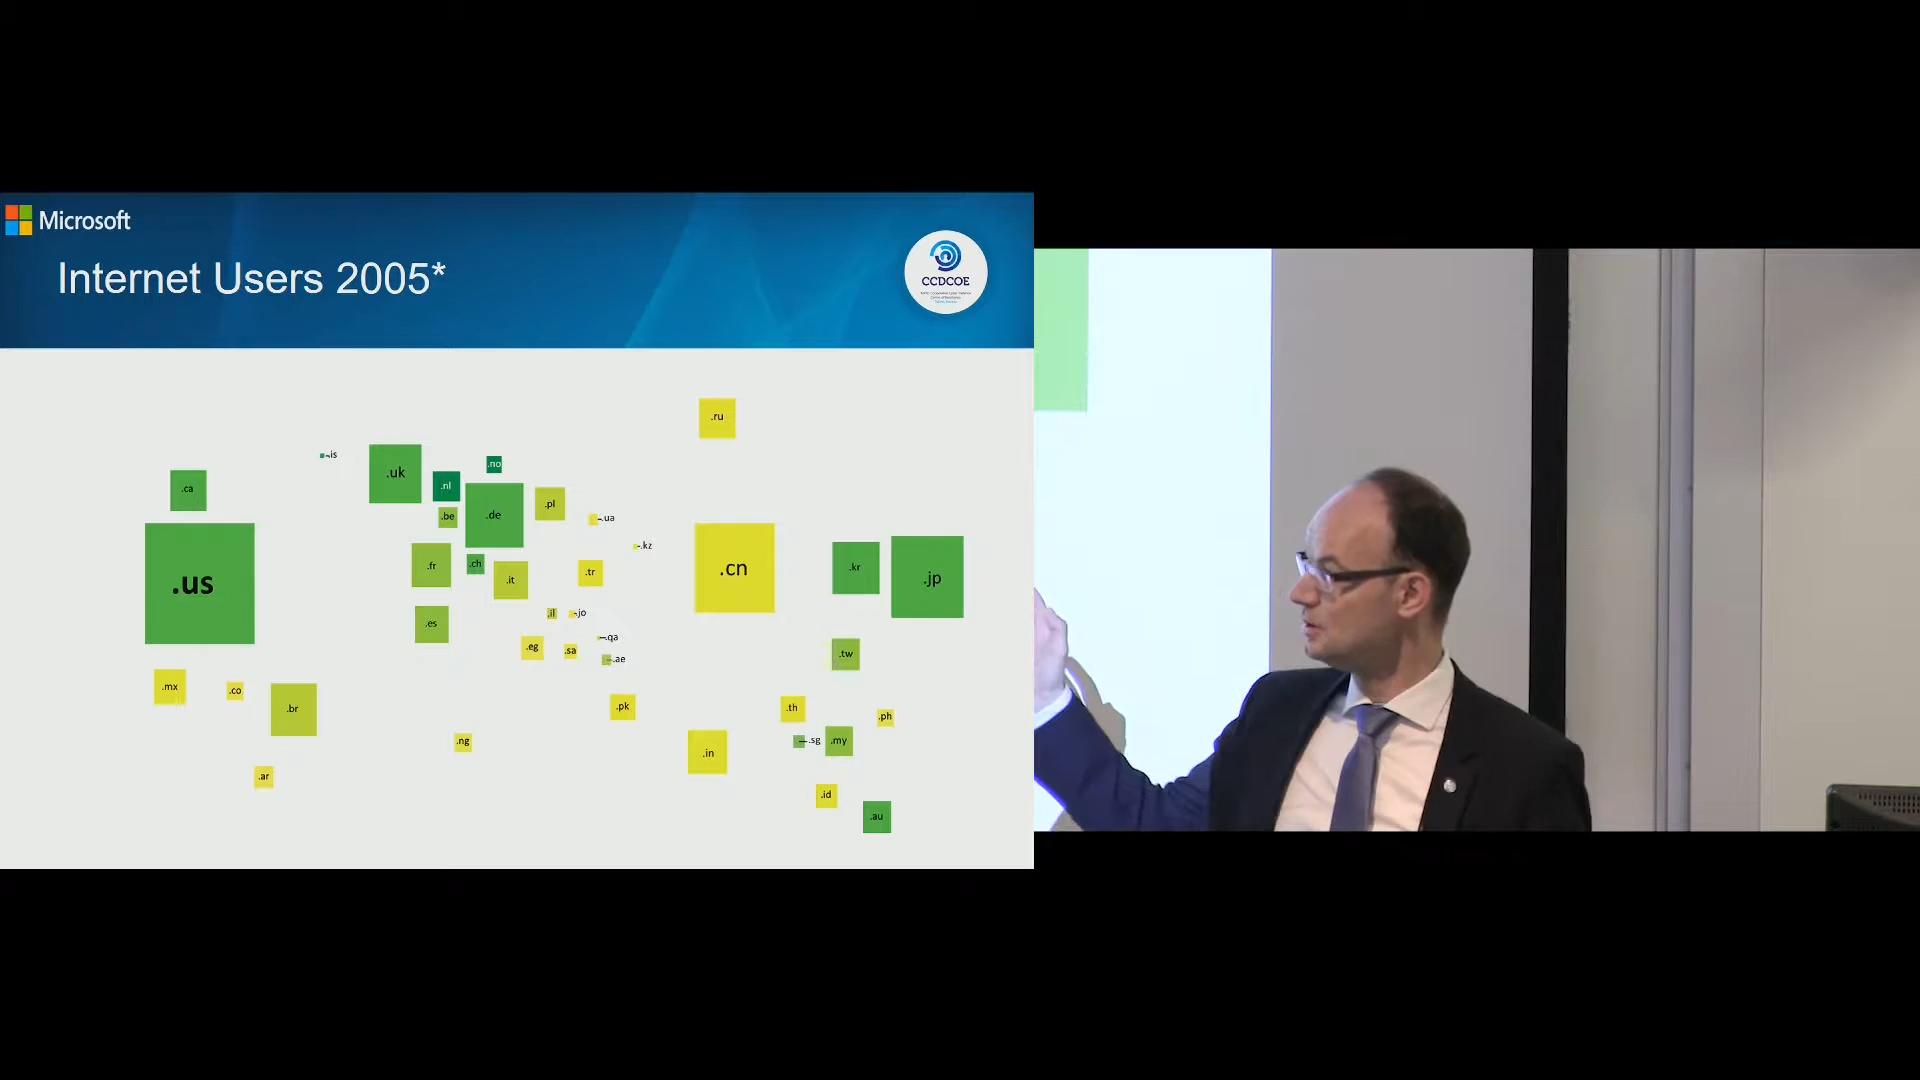 Microsoft
Internet Users 2005*
CCDCOE
.ru
.is
.uk
.no
.ca
.nl
.de
.pl
.be
.ua
.us
.kz
.fr
.ch
.it
.tr
.cn
.kr
.jp
.es
.il
.jo
.qa
.eg
.sa
.ae
.tw
.mx
.co
.br
.pk
.th
.ph
.ng
.in
.sg
.my
.ar
.id
.au